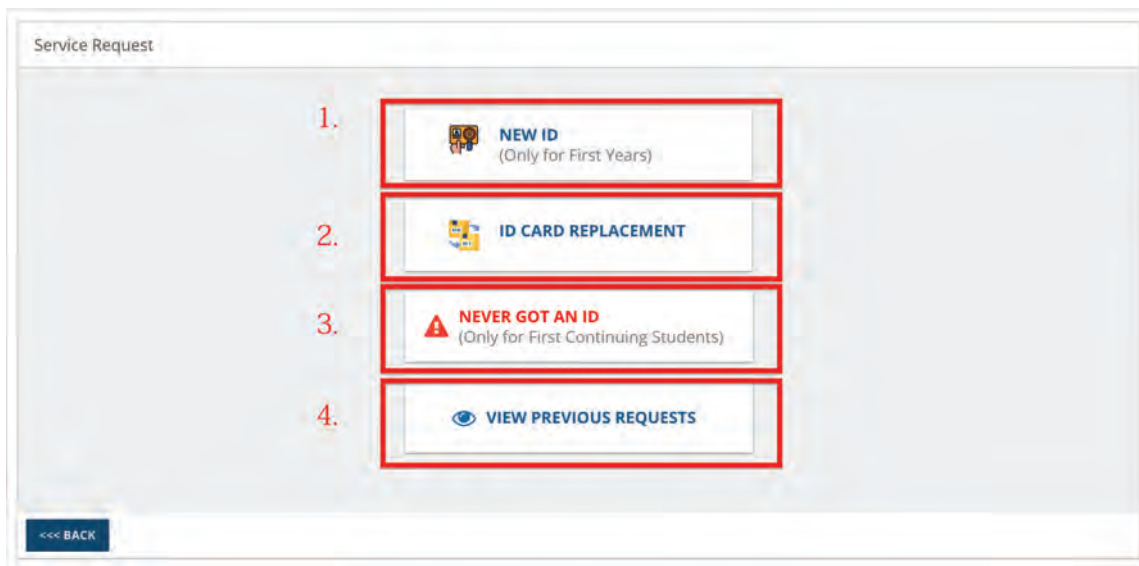 Service Request
1.
NEW ID
(Only for First Years)
2.
ID CARD REPLACEMENT
3.
NEVER GOT AN ID
(Only for First Continuing Students)
4.
VIEW PREVIOUS REQUESTS
<<< BACK